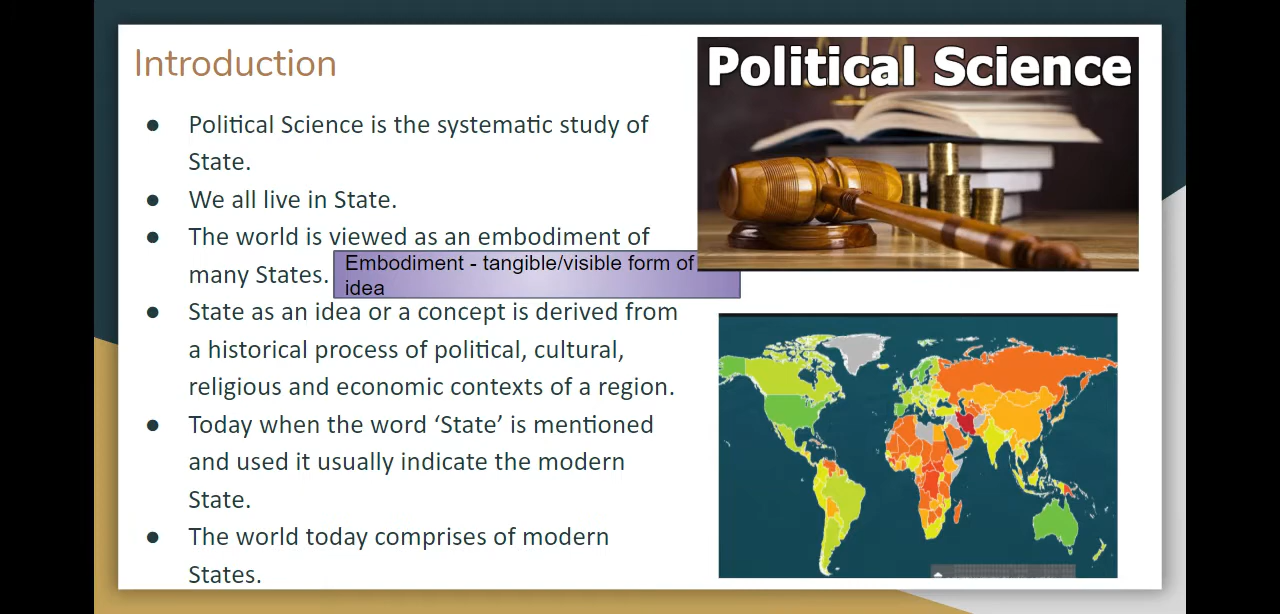 Introduction
Political Science
● Political Science is the systematic study of
State.
● We all live in State.
● The world is viewed as an embodiment of
many States.
Embodiment - tangible/visible form of
idea
● State as an idea or a concept is derived from
a historical process of political, cultural,
religious and economic contexts of a region.
● Today when the word ‘State’ is mentioned
and used it usually indicate the modern
State.
● The world today comprises of modern
States.